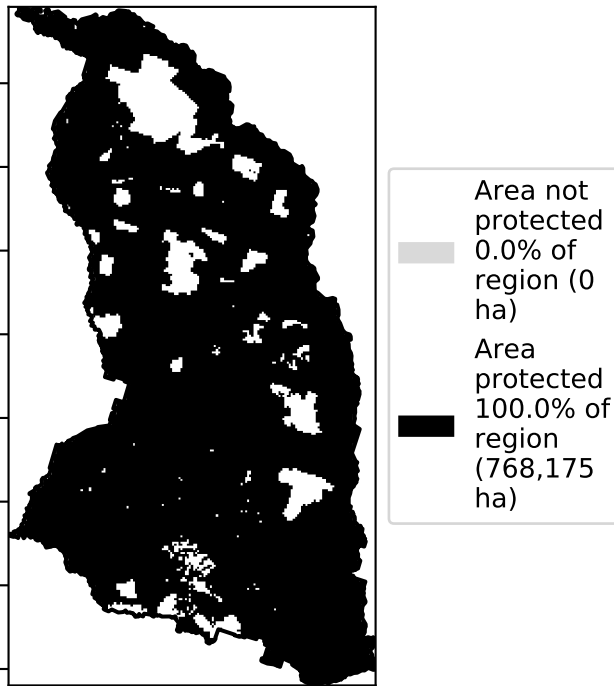 Area not
protected
0.0% of
region (0
ha)
Area
protected
100.0% of
region
(768,175
ha)